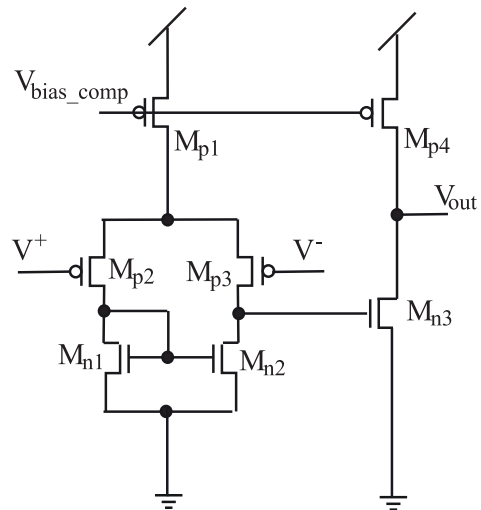 V_bias_comp
M_p1
M_p4
V_out
V^+
M_p2
M_p3
V^-
M_n3
M_n1
M_n2